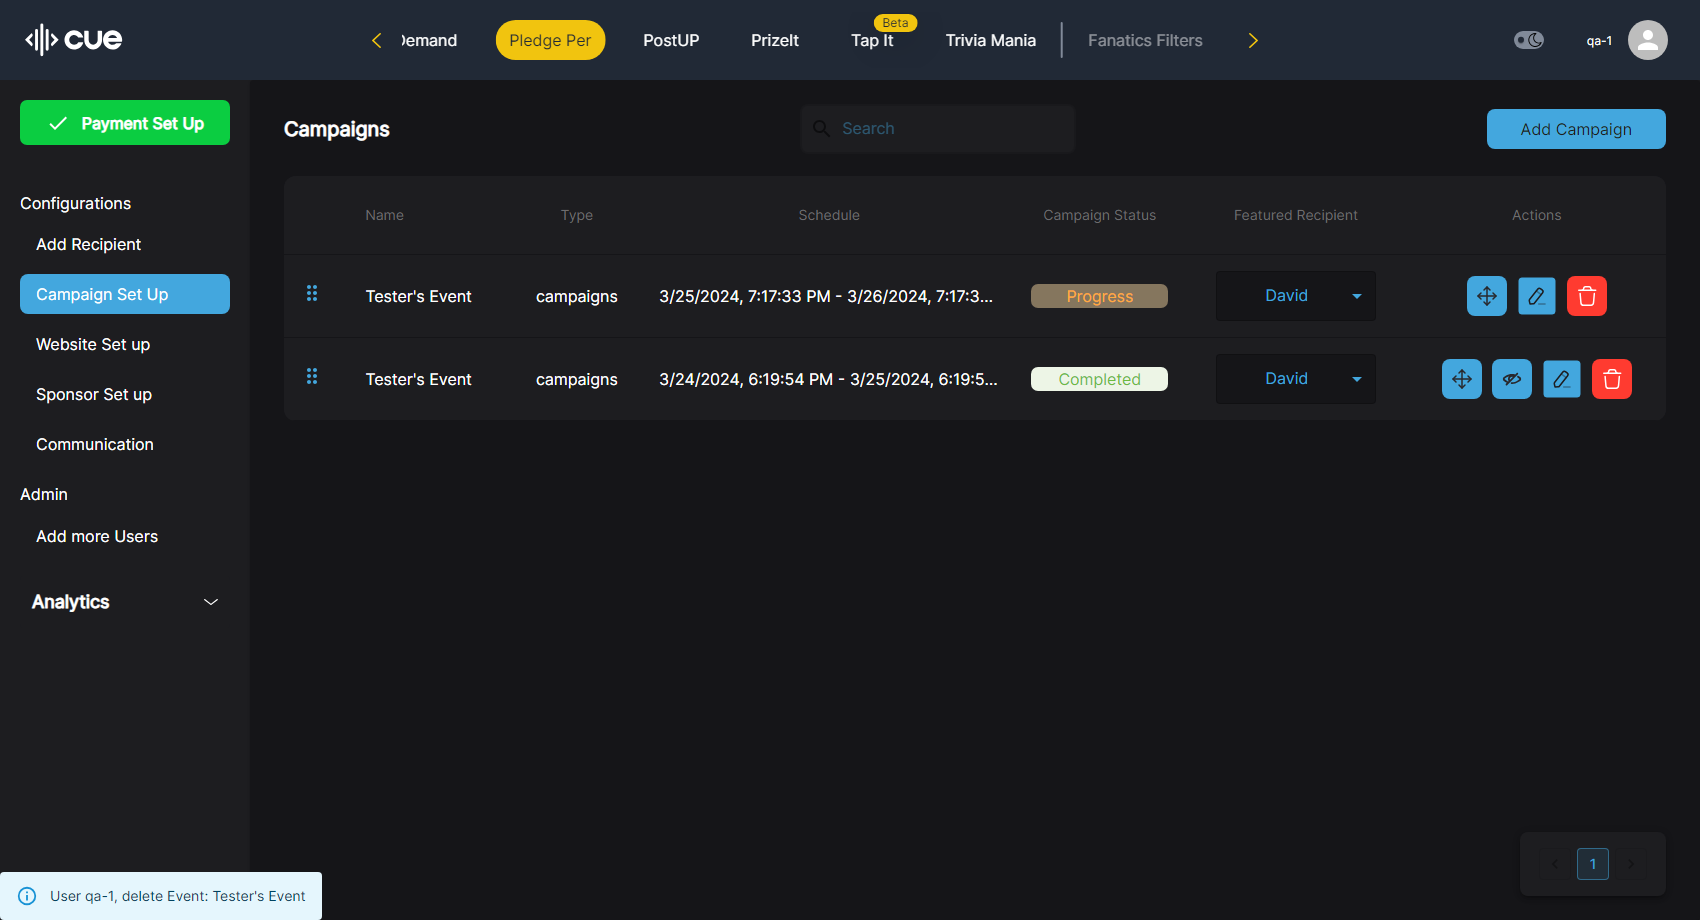 cue
Demand
Pledge Per
PostUP
PrizeIt
Beta
Tap It
Trivia Mania
Fanatics Filters
qa-1
Payment Set Up
Configurations
Add Recipient
Campaign Set Up
Website Set up
Sponsor Set up
Communication
Admin
Add more Users
Analytics
Campaigns
Search
Add Campaign
Name Type Schedule Campaign Status Featured Recipient Actions
Tester's Event campaigns 3/25/2024, 7:17:33 PM - 3/26/2024, 7:17:3... Progress David
Tester's Event campaigns 3/24/2024, 6:19:54 PM - 3/25/2024, 6:19:5... Completed David
1
User qa-1, delete Event: Tester's Event